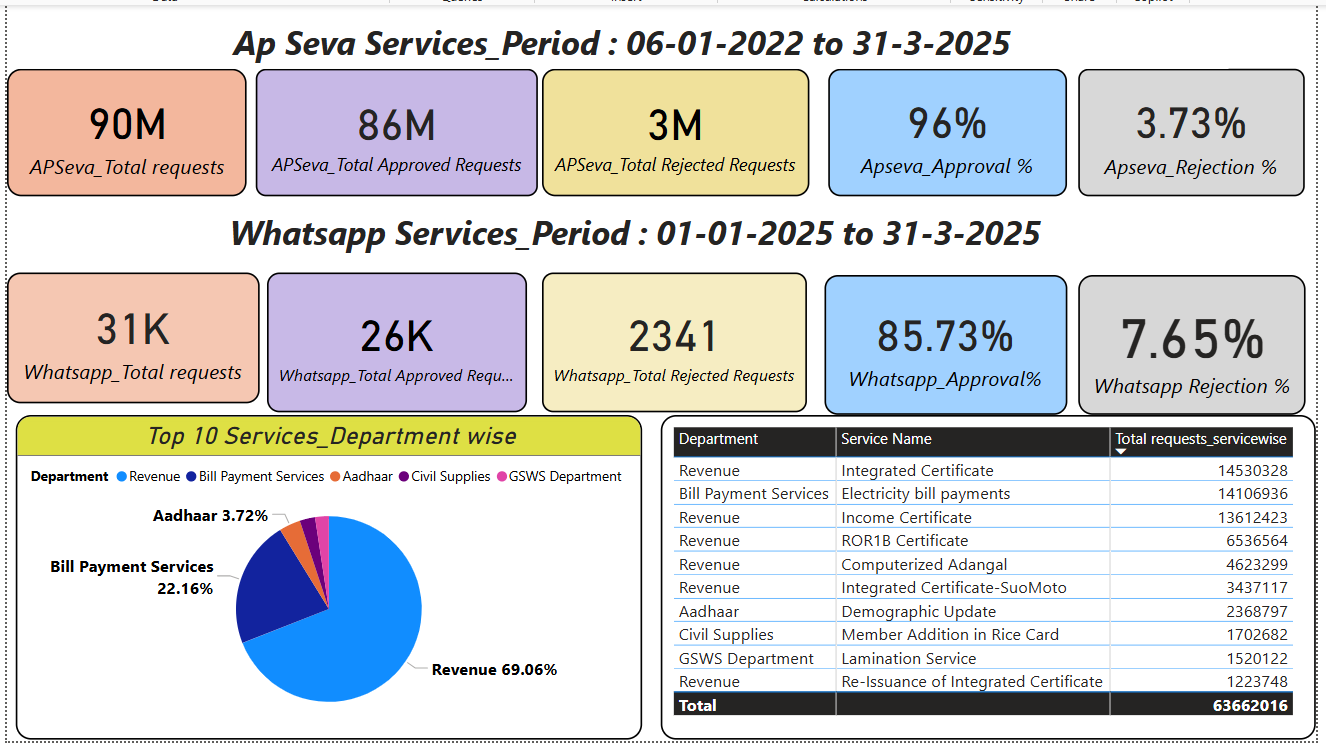 Ap Seva Services_Period : 06-01-2022 to 31-3-2025
90M
APSeva_Total requests
86M
APSeva_Total Approved Requests
3M
APSeva_Total Rejected Requests
96%
Apseva_Approval %
3.73%
Apseva_Rejection %
Whatsapp Services_Period : 01-01-2025 to 31-3-2025
31K
Whatsapp_Total requests
26K
Whatsapp_Total Approved Requ...
2341
Whatsapp_Total Rejected Requests
85.73%
Whatsapp_Approval%
7.65%
Whatsapp Rejection %
Top 10 Services_Department wise
Department Revenue Bill Payment Services Aadhaar Civil Supplies GSWS Department
Aadhaar 3.72%
Bill Payment Services
22.16%
Revenue 69.06%
Department Service Name Total requests_servicewise
Revenue Integrated Certificate 14530328
Bill Payment Services Electricity bill payments 14106936
Revenue Income Certificate 13612423
Revenue ROR1B Certificate 6536564
Revenue Computerized Adangal 4623299
Revenue Integrated Certificate-SuoMoto 3437117
Aadhaar Demographic Update 2368797
Civil Supplies Member Addition in Rice Card 1702682
GSWS Department Lamination Service 1520122
Revenue Re-Issuance of Integrated Certificate 1223748
Total 63662016